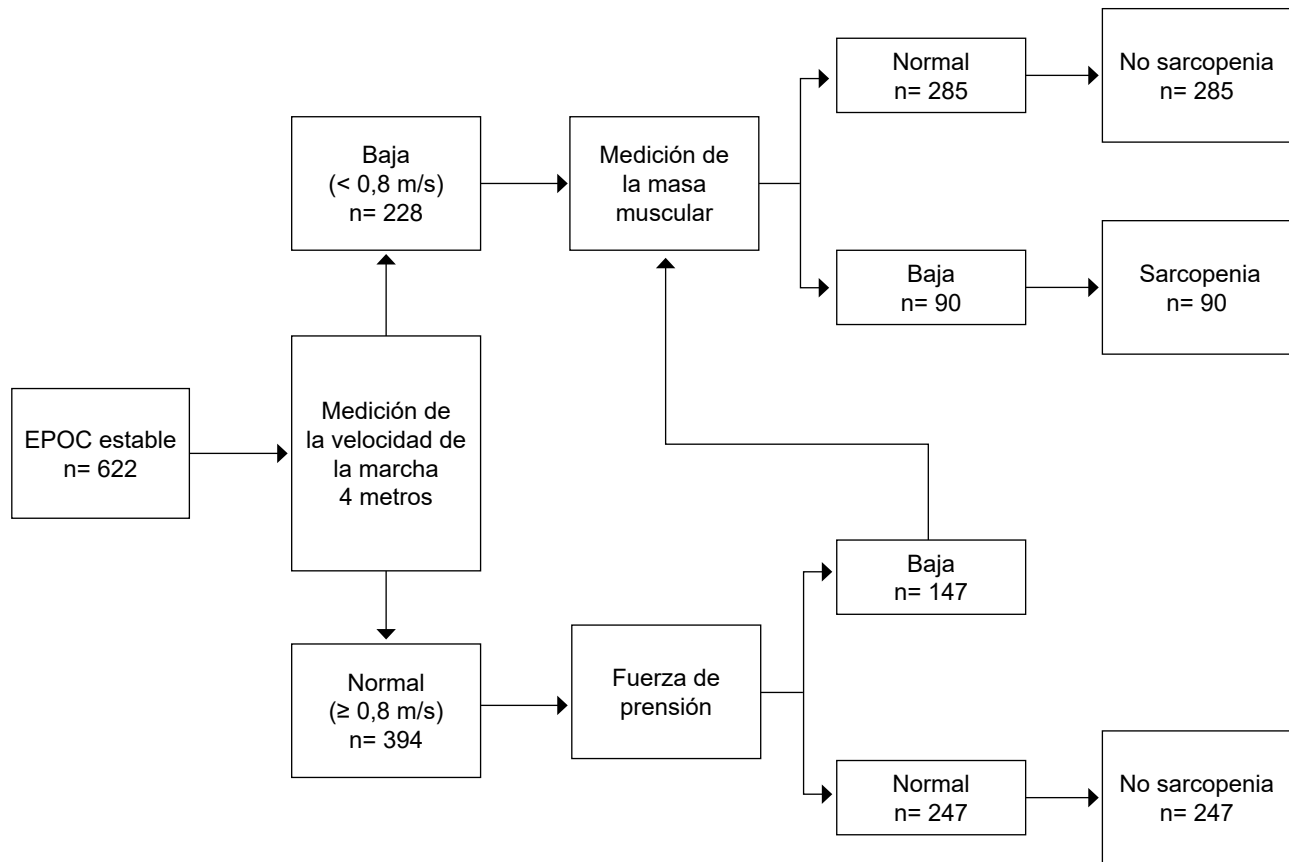 EPOC estable
n= 622
Medición de
la velocidad de
la marcha
4 metros
Baja
(< 0,8 m/s)
n= 228
Medición de
la masa
muscular
Normal
n= 285
No sarcopenia
n= 285
Baja
n= 90
Sarcopenia
n= 90
Normal
(≥ 0,8 m/s)
n= 394
Fuerza de
prensión
Baja
n= 147
Normal
n= 247
No sarcopenia
n= 247